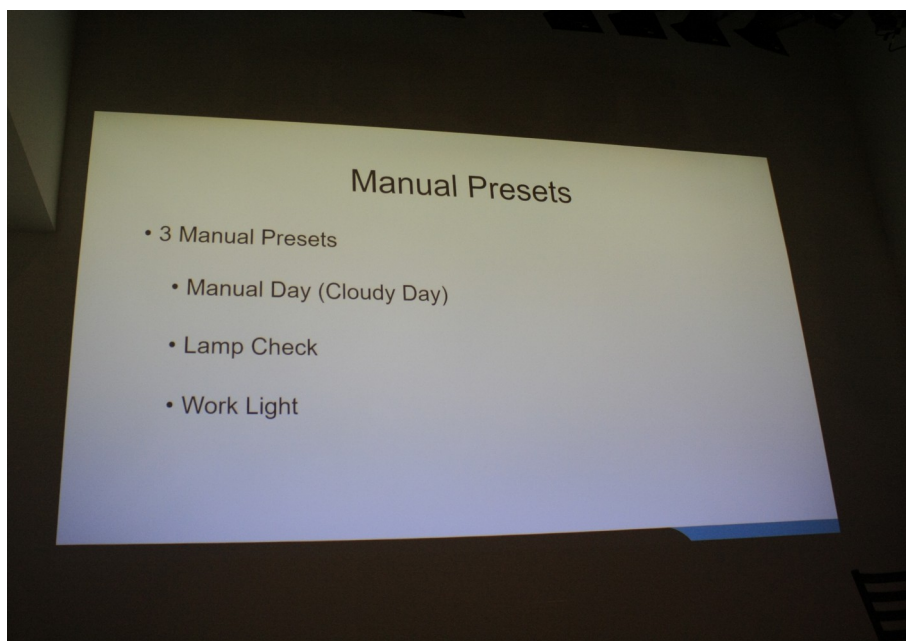 Manual Presets
• 3 Manual Presets
• Manual Day (Cloudy Day)
• Lamp Check
• Work Light